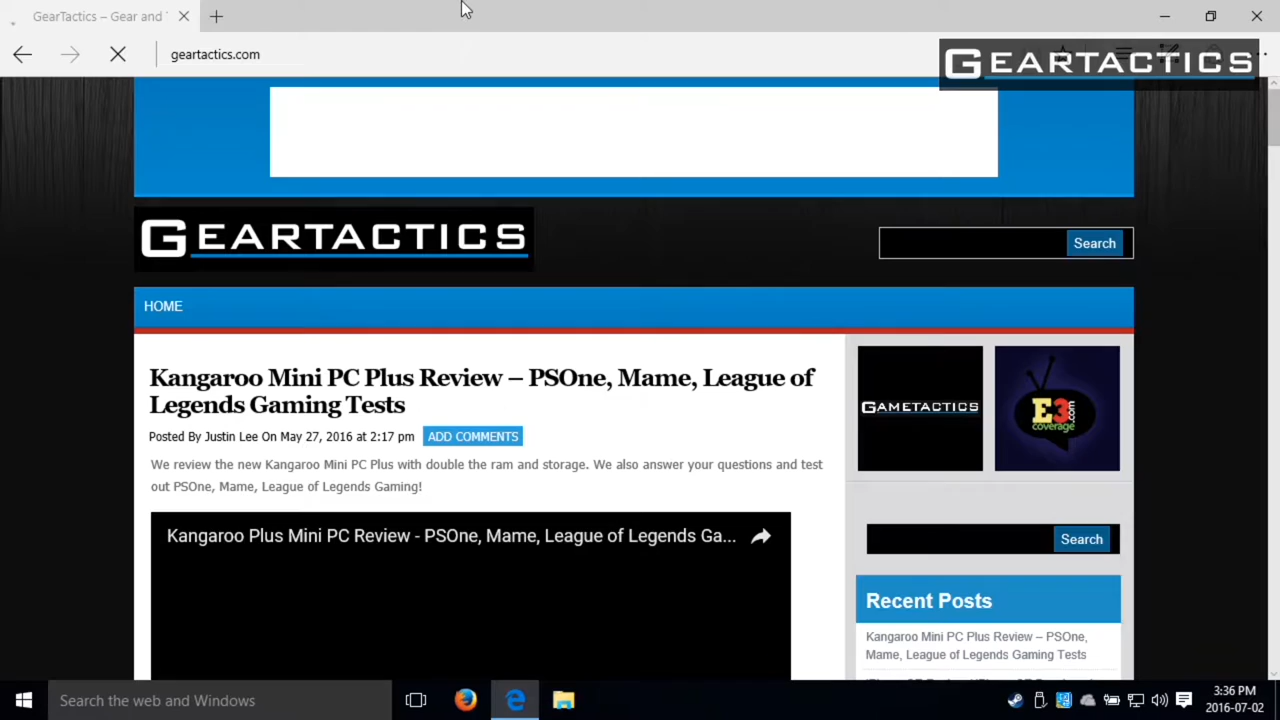 GearTactics – Gear and
geartactics.com
GEARTACTICS
GEARTACTICS
Search
HOME
Kangaroo Mini PC Plus Review – PSOne, Mame, League of
Legends Gaming Tests
Posted By Justin Lee On May 27, 2016 at 2:17 pm
ADD COMMENTS
We review the new Kangaroo Mini PC Plus with double the ram and storage. We also answer your questions and test
out PSOne, Mame, League of Legends Gaming!
Kangaroo Plus Mini PC Review - PSOne, Mame, League of Legends Ga...
GAMETACTICS
E3
coverage.com
Search
Recent Posts
Kangaroo Mini PC Plus Review – PSOne,
Mame, League of Legends Gaming Tests
Search the web and Windows
3:36 PM
2016-07-02